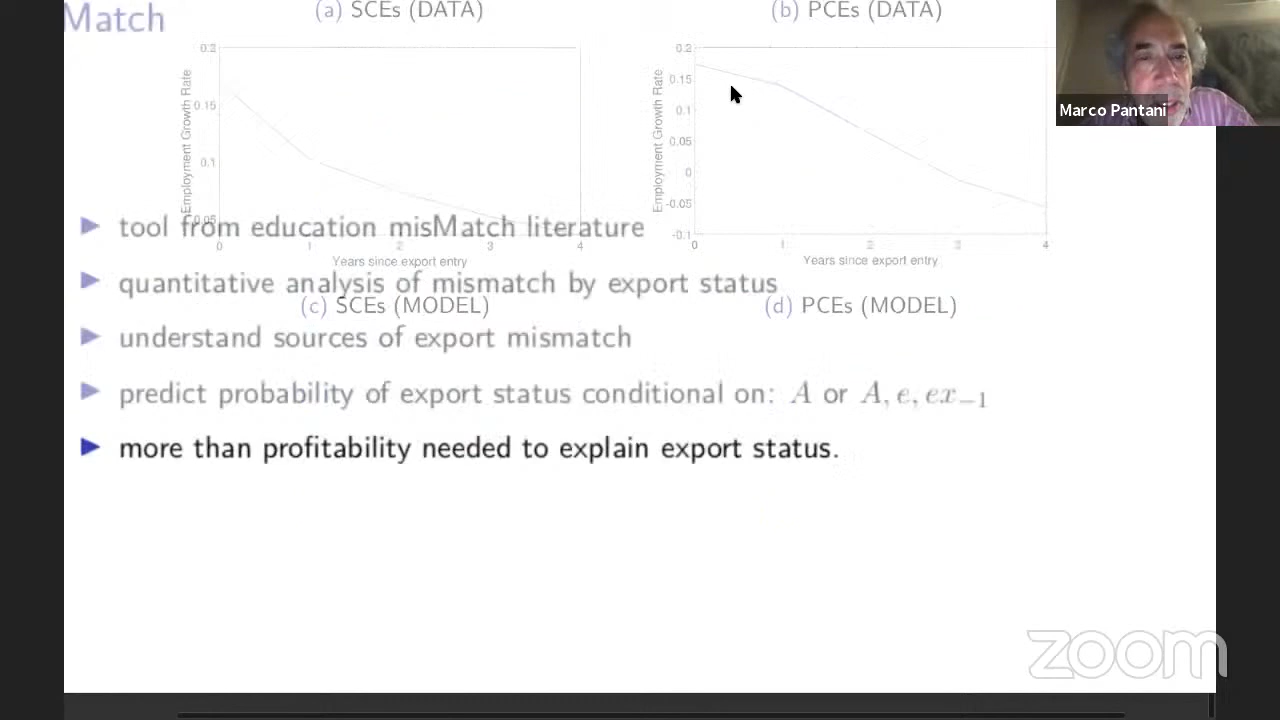 Match
(a) SCEs (DATA)
(b) PCEs (DATA)
Employment Growth Rate
0.2
0.15
0.1
0.05
0 1 2 3 4
Years since export entry
Employment Growth Rate
0.2
0.15
0.1
0.05
0
-0.05
-0.1
0 1 2 3 4
Years since export entry
Marco Pantani
tool from education misMatch literature
quantitative analysis of mismatch by export status
(c) SCEs (MODEL)
(d) PCEs (MODEL)
understand sources of export mismatch
predict probability of export status conditional on: A or A, e, ex₋₁
more than profitability needed to explain export status.
zoom